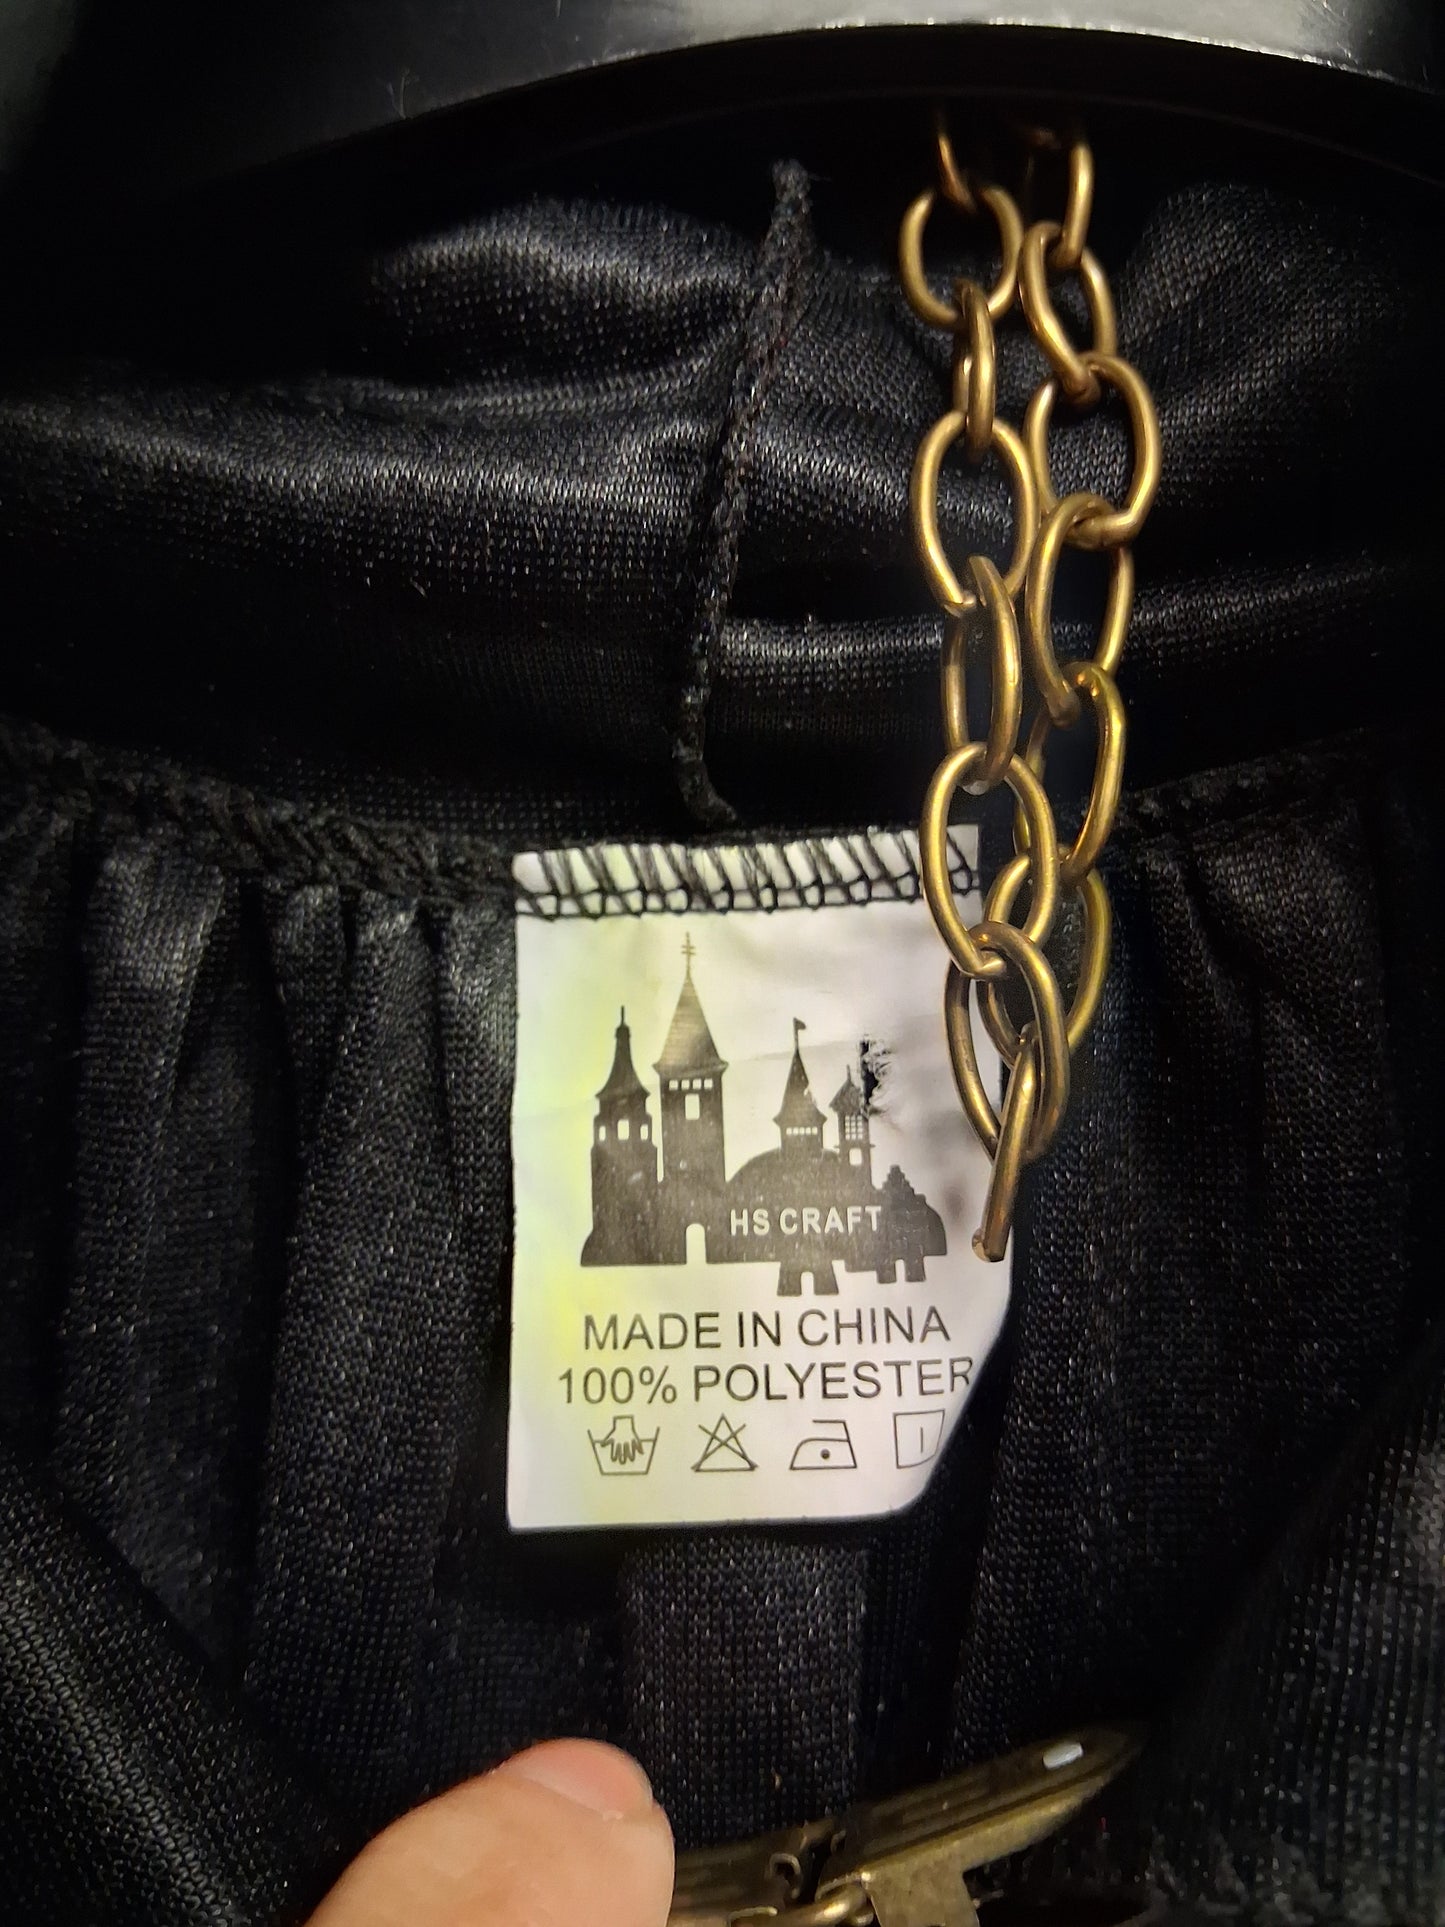 HS CRAFT
MADE IN CHINA
100% POLYESTER